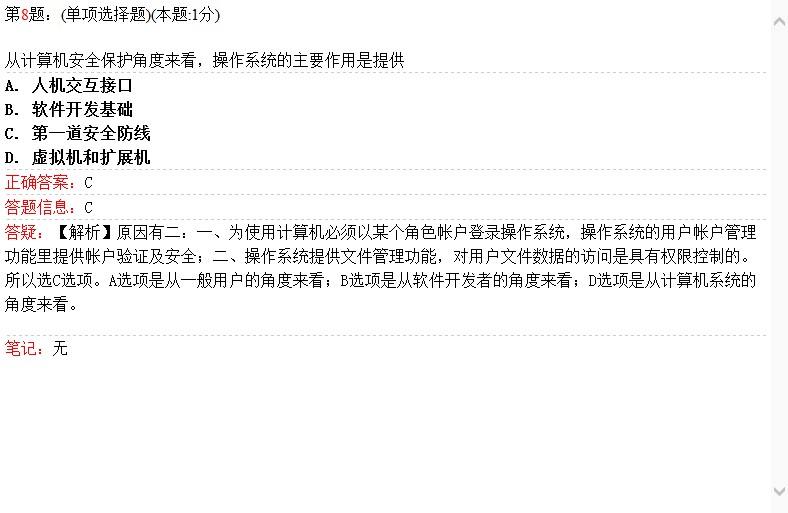 第8题：(单项选择题)(本题:1分)
从计算机安全保护角度来看，操作系统的主要作用是提供
A. 人机交互接口
B. 软件开发基础
C. 第一道安全防线
D. 虚拟机和扩展机
正确答案：C
答题信息：C
答疑：【解析】原因有二：一、为使用计算机必须以某个角色帐户登录操作系统，操作系统的用户帐户管理
功能里提供帐户验证及安全；二、操作系统提供文件管理功能，对用户文件数据的访问是具有权限控制的。
所以选C选项。A选项是从一般用户的角度来看；B选项是从软件开发者的角度来看；D选项是从计算机系统的
角度来看。
笔记：无